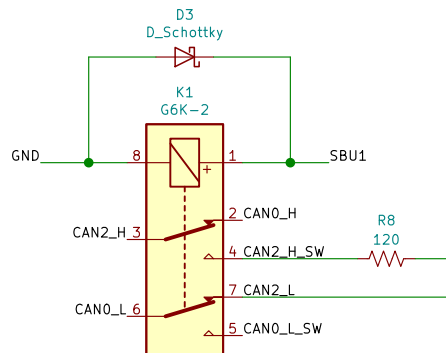 D3
D_Schottky
K1
G6K-2
GND
8
1
SBU1
+
2
CAN0_H
CAN2_H
3
R8
120
4
CAN2_H_SW
7
CAN2_L
CAN0_L
6
5
CAN0_L_SW